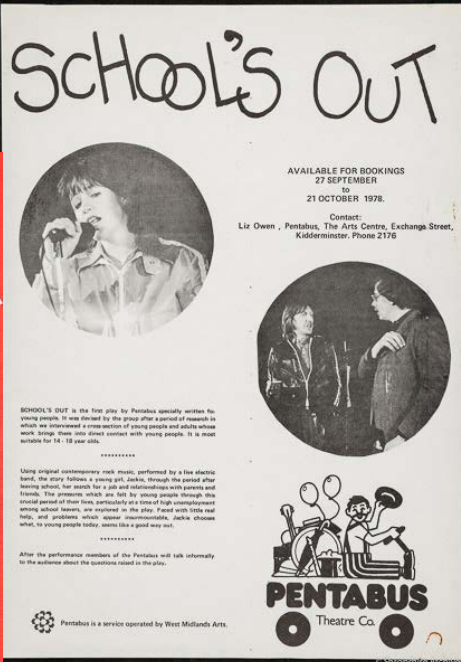 SCHOOL'S OUT
AVAILABLE FOR BOOKINGS
27 SEPTEMBER
to
21 OCTOBER 1978.
Contact:
Liz Owen , Pentabus, The Arts Centre, Exchange Street,
Kidderminster. Phone 2176
SCHOOL'S OUT is the first play by Pentabus specially written for
young people. It was devised by the group after a period of research in
which we interviewed a cross-section of young people and adults whose
work brings them into direct contact with young people. It is most
suitable for 14 - 18 year olds.
**********
Using original contemporary rock music, performed by a live electric
band, the story follows a young girl, Jackie, through the period after
leaving school, her search for a job and relationships with parents and
friends. The pressures which are felt by young people through this
crucial period of their lives, particularly at a time of high unemployment
among school leavers, are explored in the play. Faced with little real
help, and problems which appear insurmountable, Jackie chooses
what, to young people today, seems like a good way out.
**********
After the performance members of the Pentabus will talk informally
to the audience about the questions raised in the play.
PENTABUS
Theatre Co.
Pentabus is a service operated by West Midlands Arts.